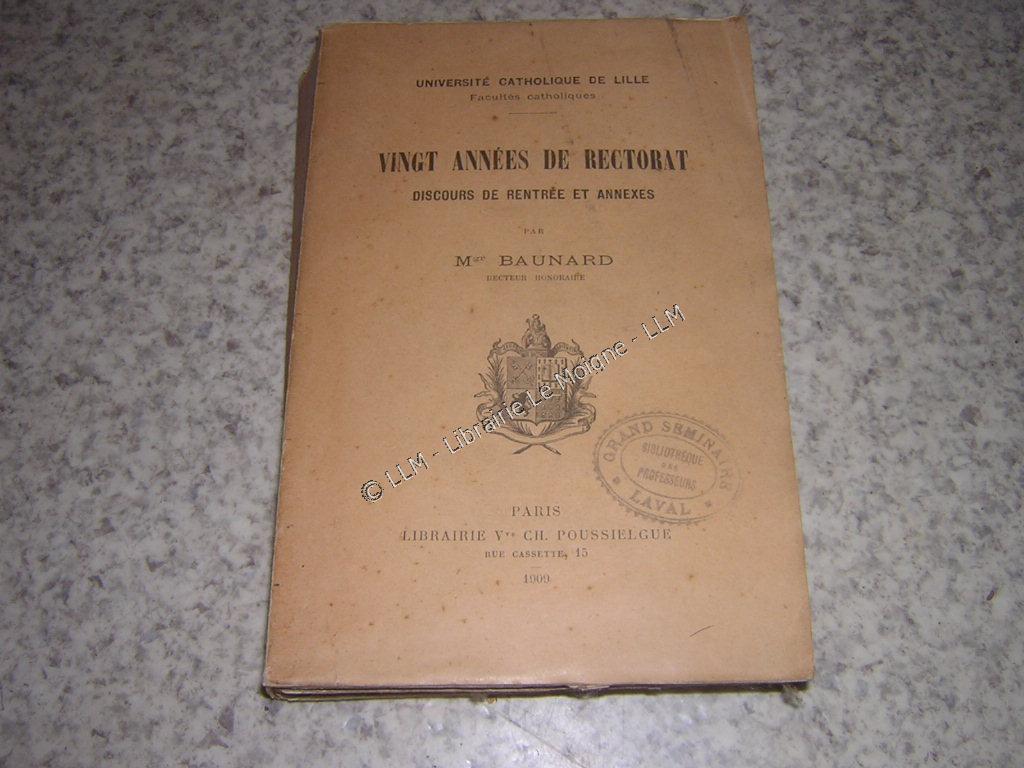 UNIVERSITÉ CATHOLIQUE DE LILLE
Facultés catholiques
VINGT ANNÉES DE RECTORAT
DISCOURS DE RENTRÉE ET ANNEXES
PAR
Mgr BAUNARD
RECTEUR HONORAIRE
© LLM - Librairie Le Moigne - LLM
GRAND SEMINAIRE
BIBLIOTHÈQUE
DES
PROFESSEURS
LAVAL
PARIS
LIBRAIRIE Vve CH. POUSSIELGUE
RUE CASSETTE, 15
1909